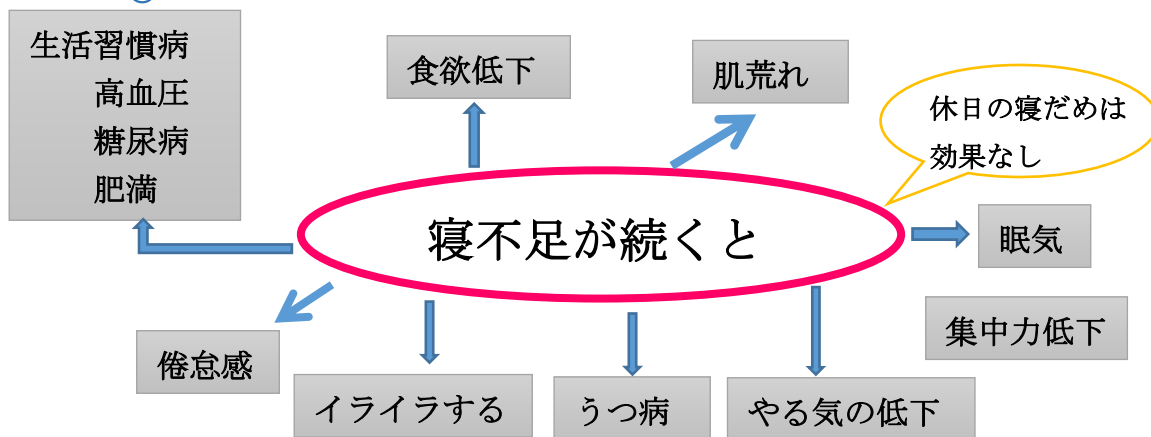 生活習慣病
高血圧
糖尿病
肥満
食欲低下
肌荒れ
休日の寝だめは
効果なし
寝不足が続くと
眠気
集中力低下
倦怠感
イライラする
うつ病
やる気の低下